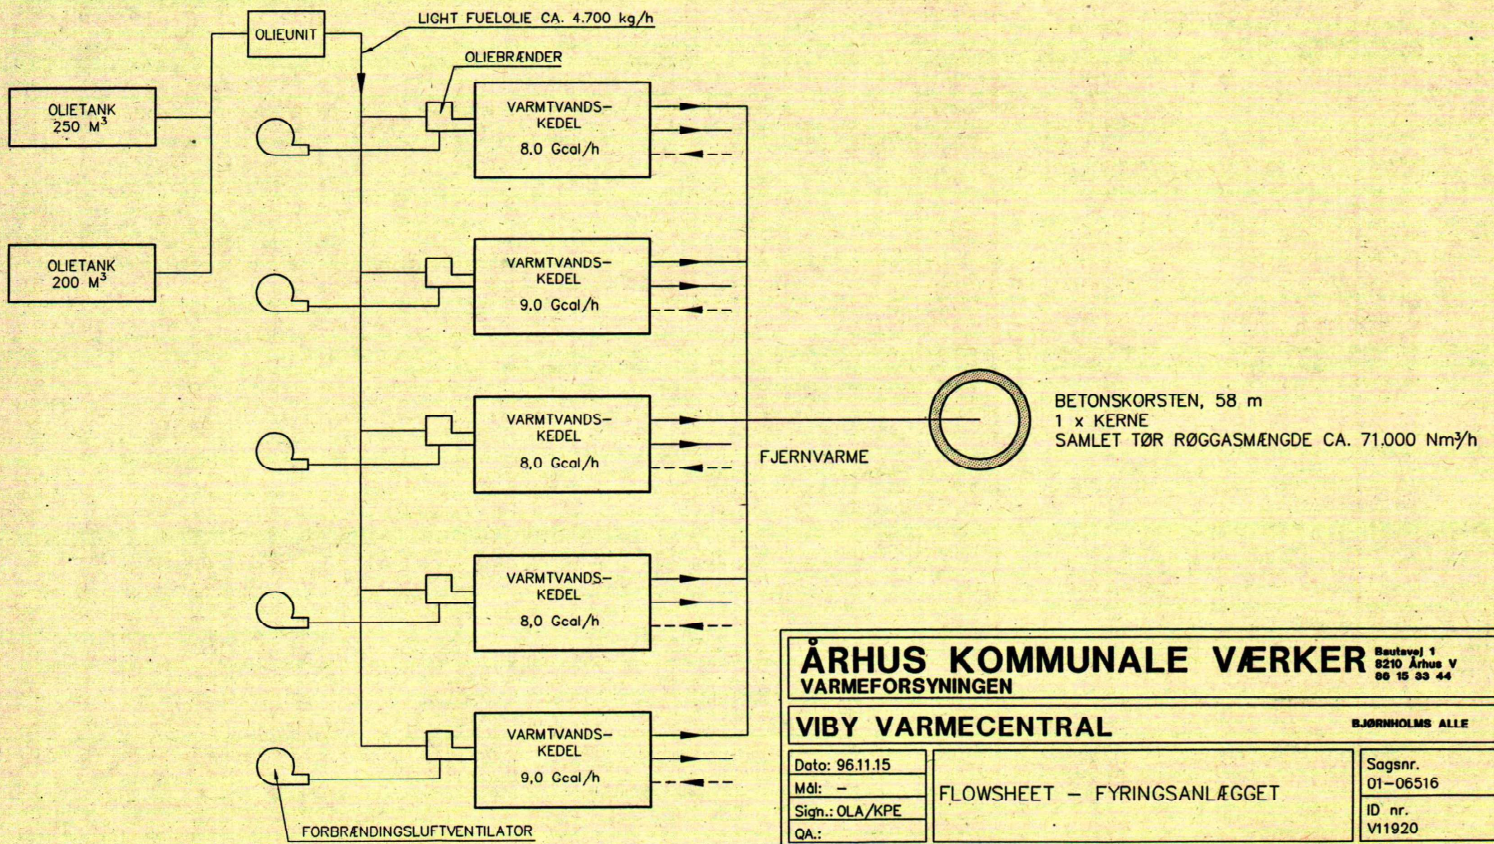 LIGHT FUELOLIE CA. 4.700 kg/h
OLIEUNIT
OLIEBRÆNDER
OLIETANK
250 M³
VARMTVANDS-
KEDEL
8.0 Gcal/h
OLIETANK
200 M³
VARMTVANDS-
KEDEL
9.0 Gcal/h
VARMTVANDS-
KEDEL
8,0 Gcal/h
FJERNVARME
BETONSKORSTEN, 58 m
1 x KERNE
SAMLET TØR RØGGASMÆNGDE CA. 71.000 Nm³/h
VARMTVANDS-
KEDEL
8,0 Gcal/h
VARMTVANDS-
KEDEL
9,0 Gcal/h
FORBRÆNDINGSLUFTVENTILATOR
ÅRHUS KOMMUNALE VÆRKER
Bautavej 1
8210 Århus V
86 15 33 44
VARMEFORSYNINGEN
VIBY VARMECENTRAL
BJØRNHOLMS ALLE
Dato: 96.11.15
Mål: -
Sign.: OLA/KPE
QA.:
FLOWSHEET - FYRINGSANLÆGGET
Sagsnr.
01-06516
ID nr.
V11920